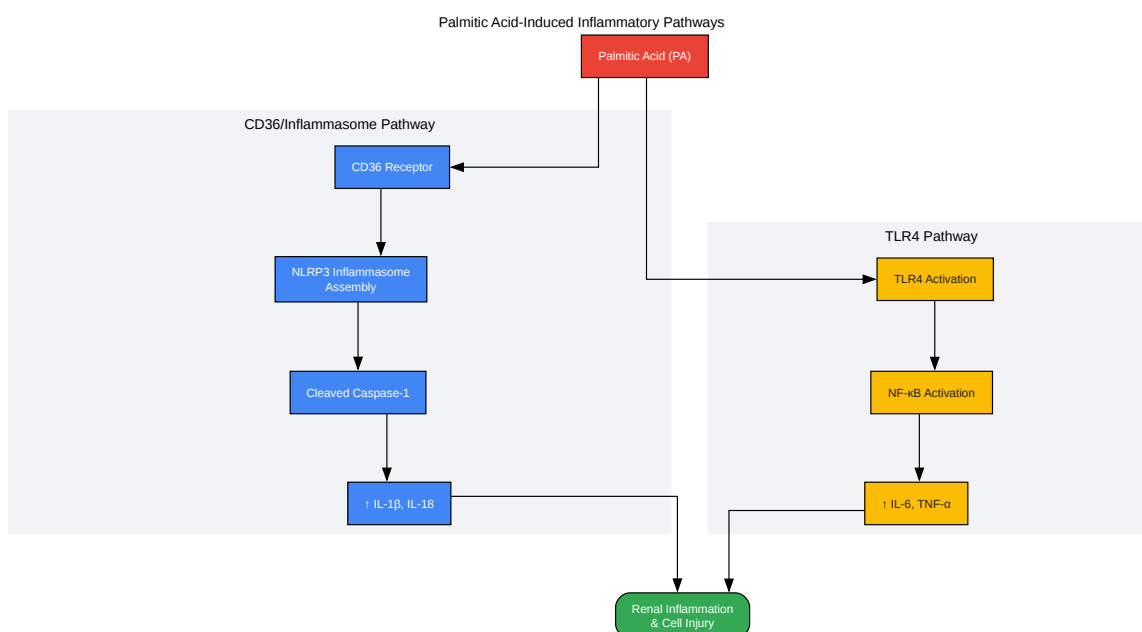 Palmitic Acid-Induced Inflammatory Pathways
Palmitic Acid (PA)
CD36/Inflammasome Pathway
CD36 Receptor
NLRP3 Inflammasome
Assembly
Cleaved Caspase-1
↑ IL-1β, IL-18
TLR4 Pathway
TLR4 Activation
NF-κB Activation
↑ IL-6, TNF-α
Renal Inflammation
& Cell Injury